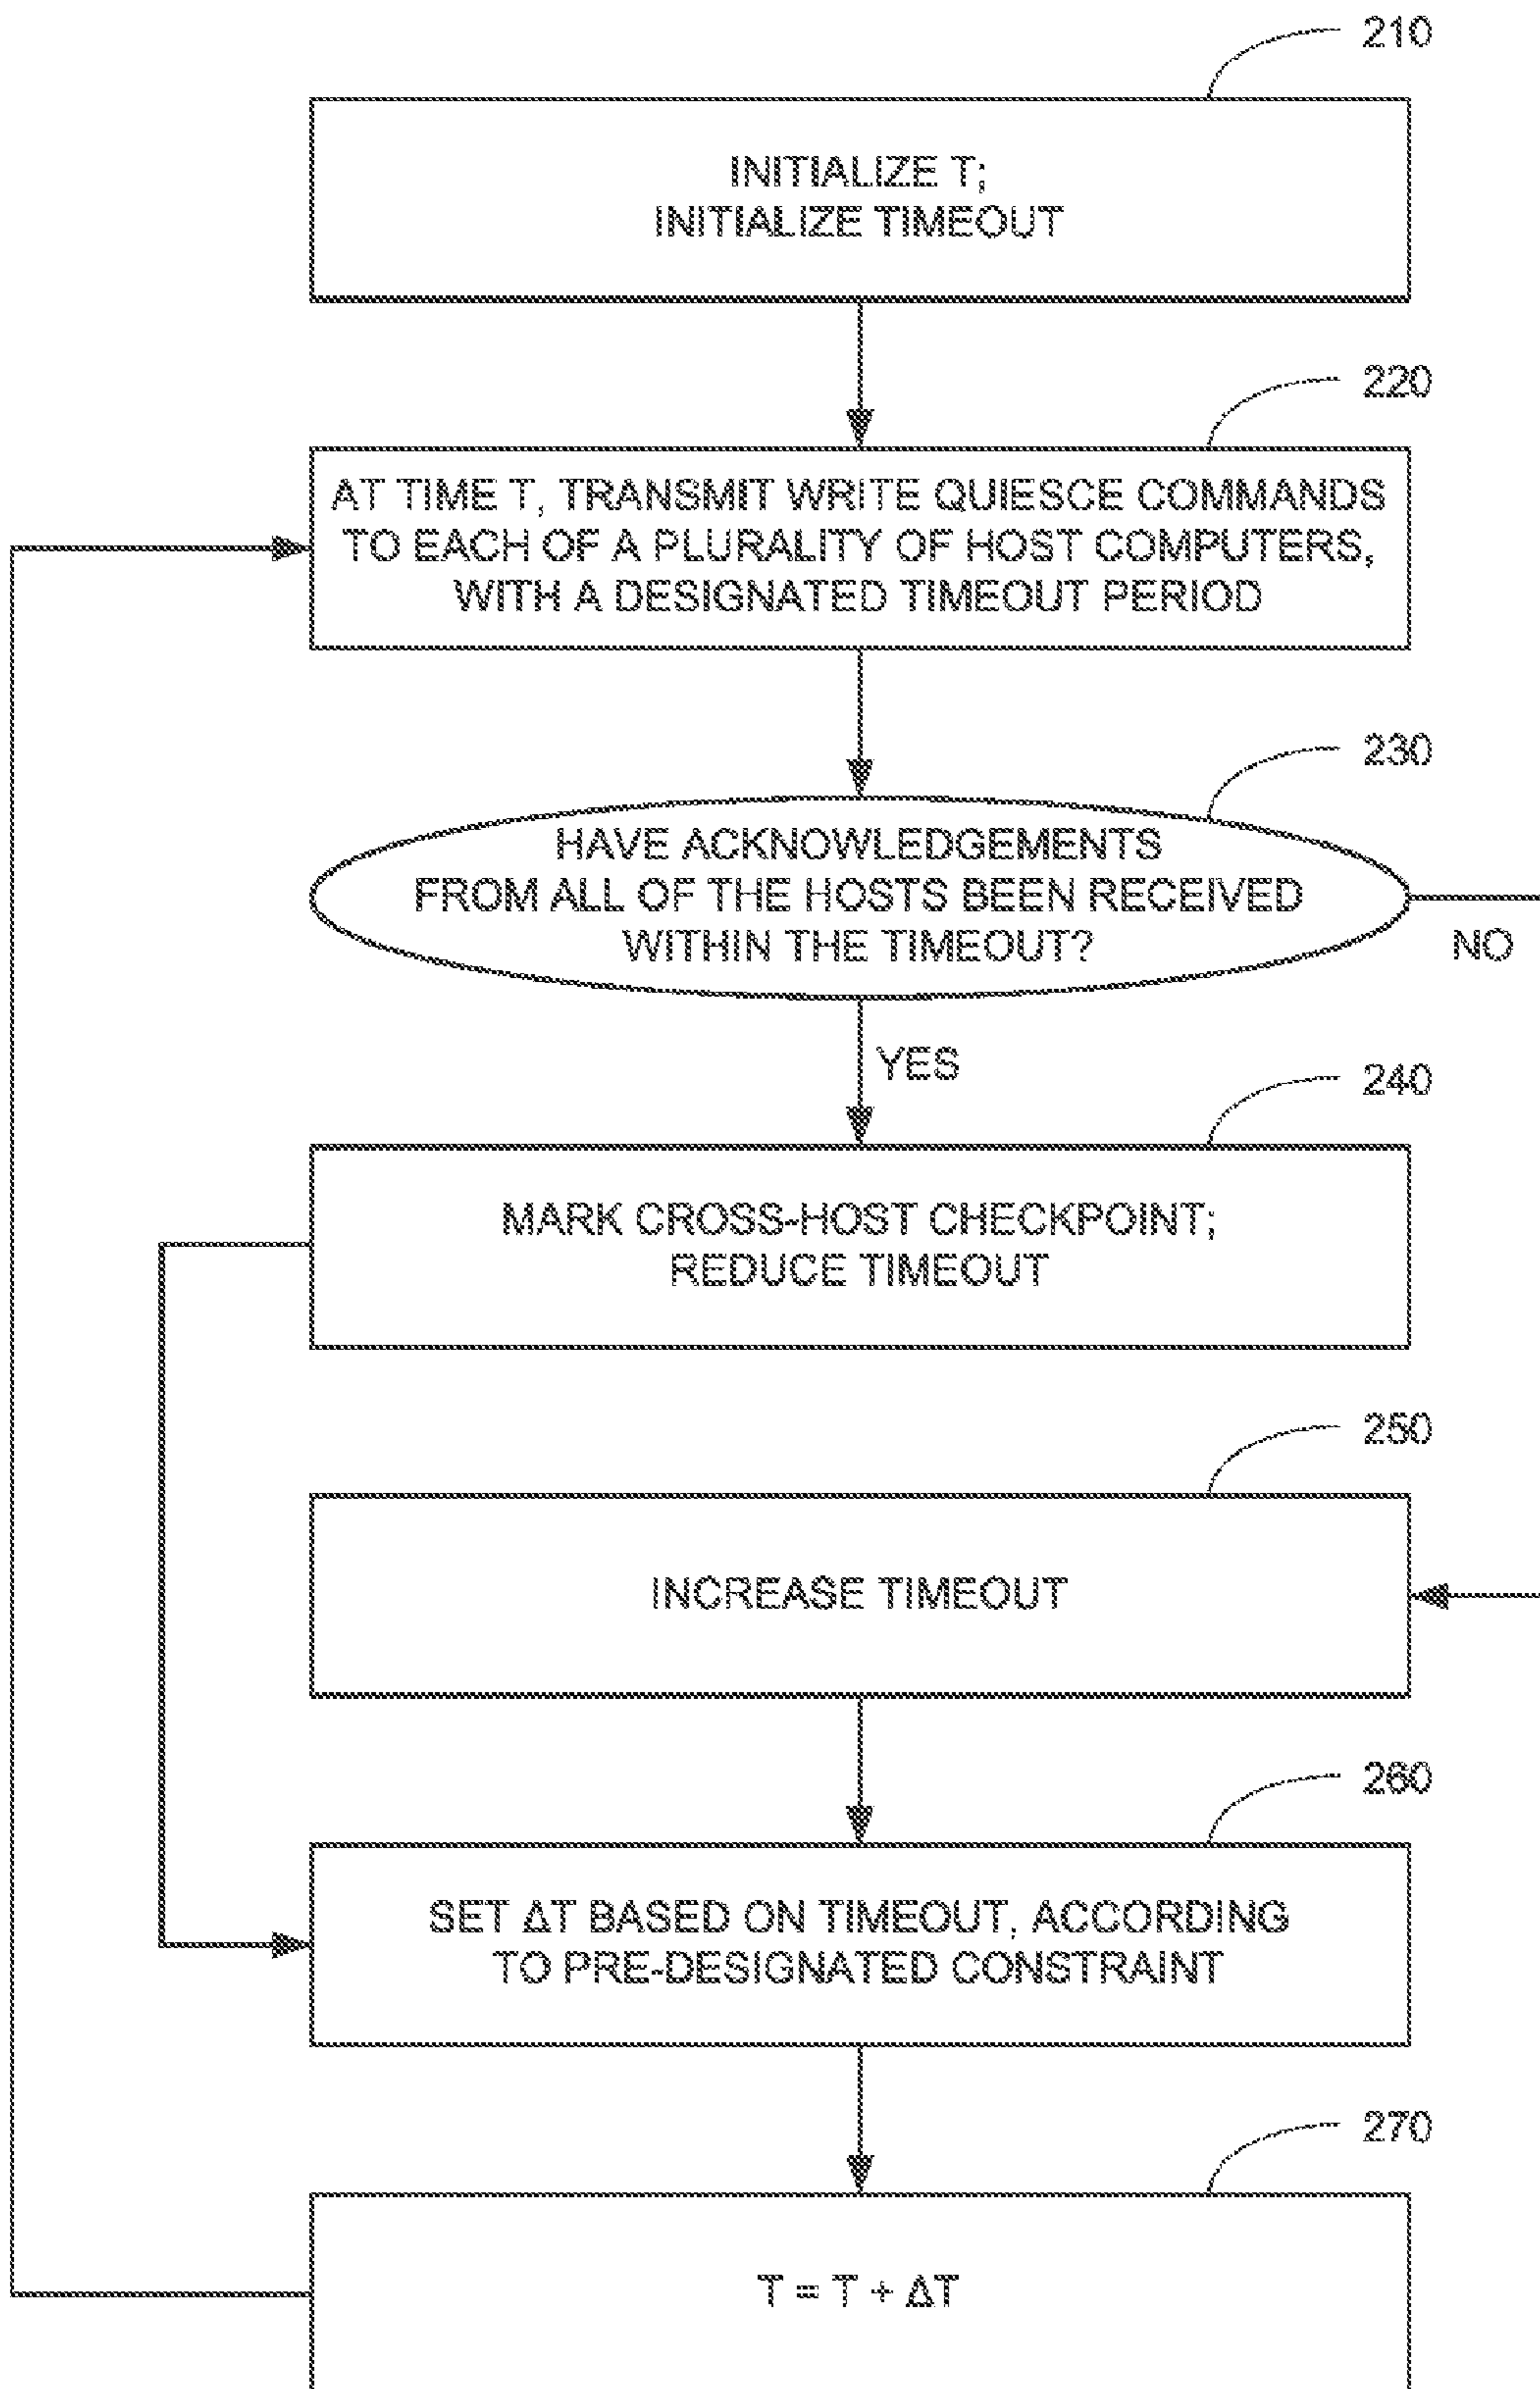 210
INITIALIZE T;
INITIALIZE TIMEOUT
220
AT TIME T, TRANSMIT WRITE QUIESCE COMMANDS
TO EACH OF A PLURALITY OF HOST COMPUTERS,
WITH A DESIGNATED TIMEOUT PERIOD
230
HAVE ACKNOWLEDGEMENTS
FROM ALL OF THE HOSTS BEEN RECEIVED
WITHIN THE TIMEOUT?
NO
YES
240
MARK CROSS-HOST CHECKPOINT;
REDUCE TIMEOUT
250
INCREASE TIMEOUT
260
SET ΔT BASED ON TIMEOUT, ACCORDING
TO PRE-DESIGNATED CONSTRAINT
270
T = T + ΔT